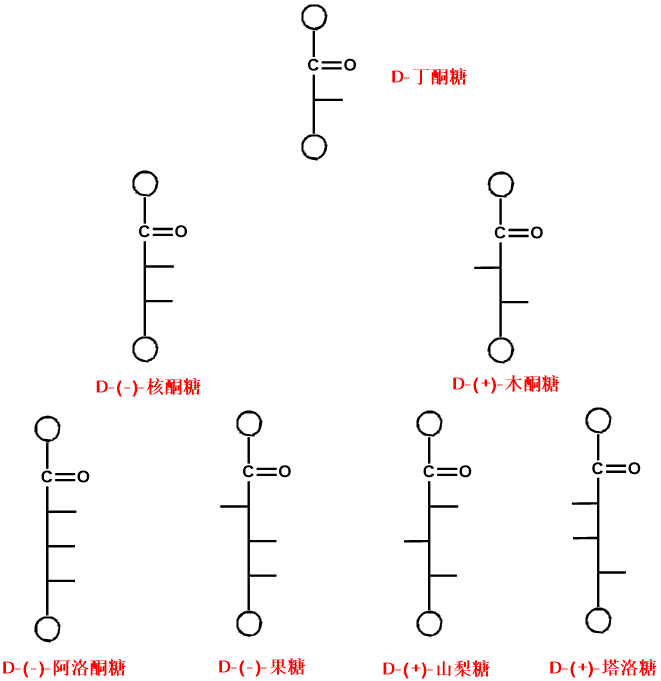 C=O
D-丁酮糖
C=O
C=O
D-(-)-核酮糖
D-(+)-木酮糖
C=O
C=O
C=O
C=O
D-(-)-阿洛酮糖
D-(-)-果糖
D-(+)-山梨糖
D-(+)-塔洛糖